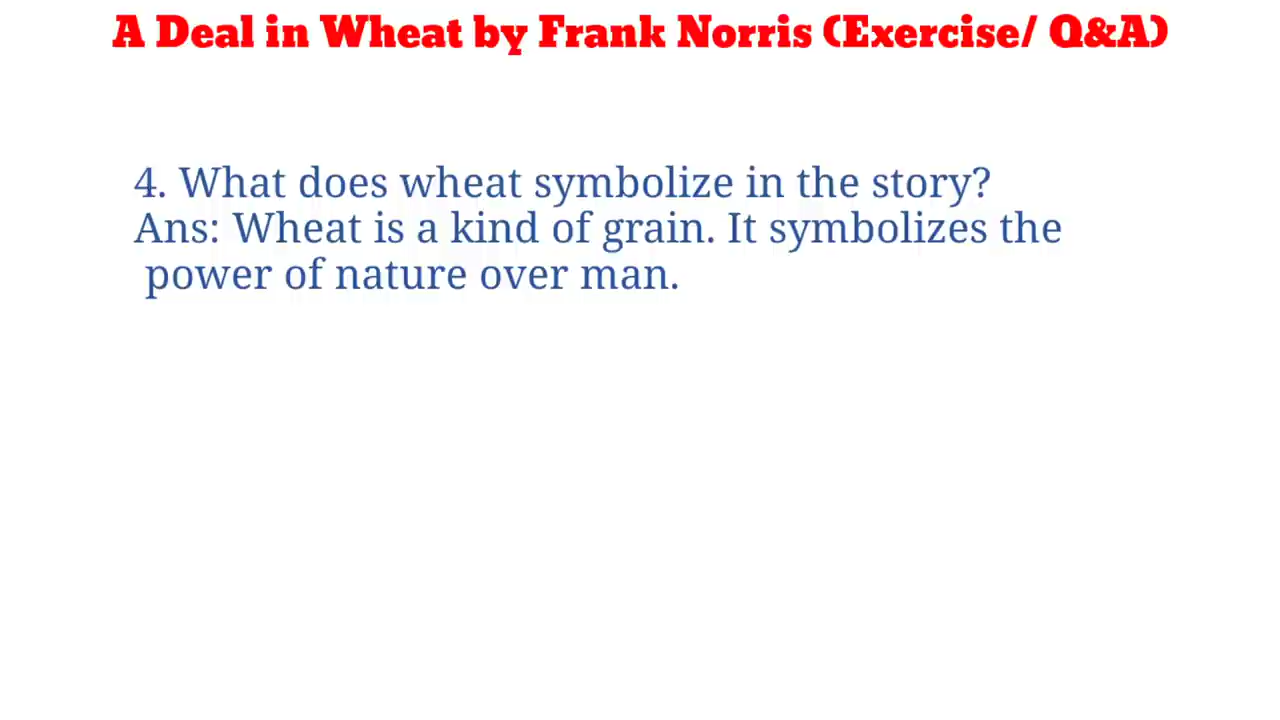 A Deal in Wheat by Frank Norris (Exercise/ Q&A)
4. What does wheat symbolize in the story?
Ans: Wheat is a kind of grain. It symbolizes the
power of nature over man.